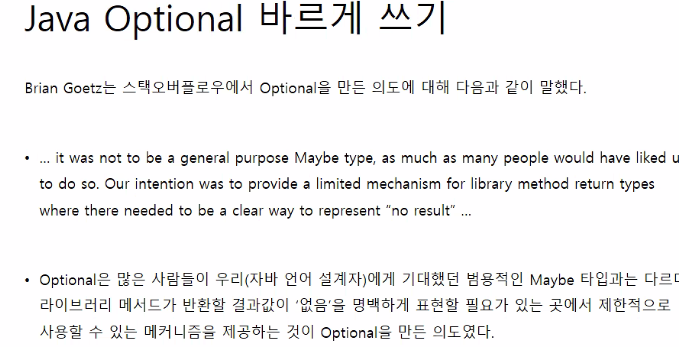 Java Optional 바르게 쓰기
Brian Goetz는 스택오버플로우에서 Optional을 만든 의도에 대해 다음과 같이 말했다.
• … it was not to be a general purpose Maybe type, as much as many people would have liked u
to do so. Our intention was to provide a limited mechanism for library method return types
where there needed to be a clear way to represent “no result” …
• Optional은 많은 사람들이 우리(자바 언어 설계자)에게 기대했던 범용적인 Maybe 타입과는 다르다
라이브러리 메서드가 반환할 결과값이 ‘없음’을 명백하게 표현할 필요가 있는 곳에서 제한적으로
사용할 수 있는 메커니즘을 제공하는 것이 Optional을 만든 의도였다.